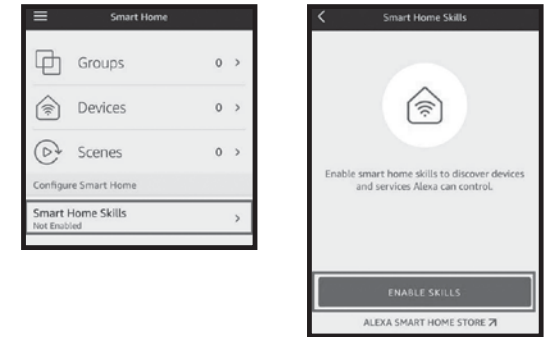 Smart Home
Groups 0 >
Devices 0 >
Scenes 0 >
Configure Smart Home
Smart Home Skills >
Not Enabled
Smart Home Skills
Enable smart home skills to discover devices
and services Alexa can control.
ENABLE SKILLS
ALEXA SMART HOME STORE